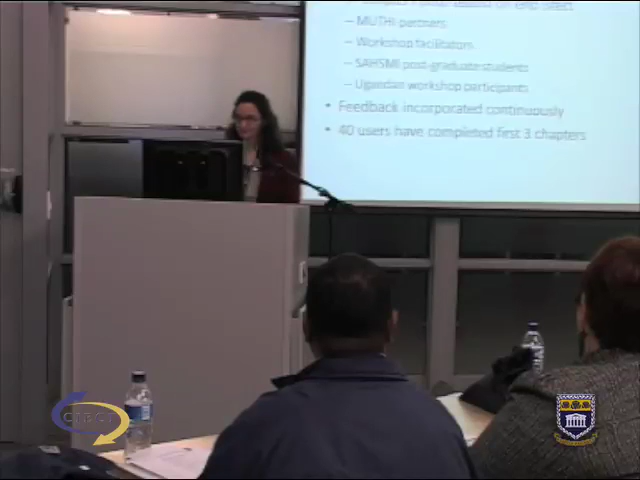 – MUTHI partners
– Workshop facilitators
– SAHSMI post-graduate students
– Ugandan workshop participants
• Feedback incorporated continuously
• 40 users have completed first 3 chapters